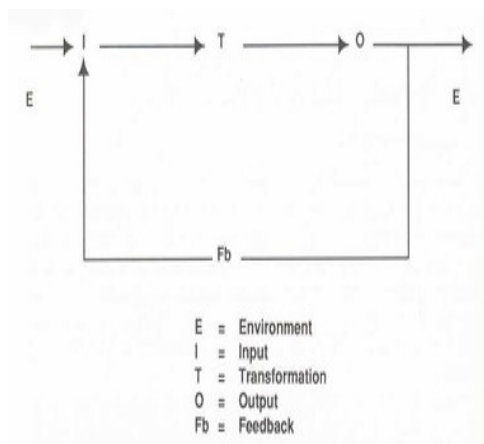 I T O
E E
Fb
E = Environment
I = Input
T = Transformation
O = Output
Fb = Feedback